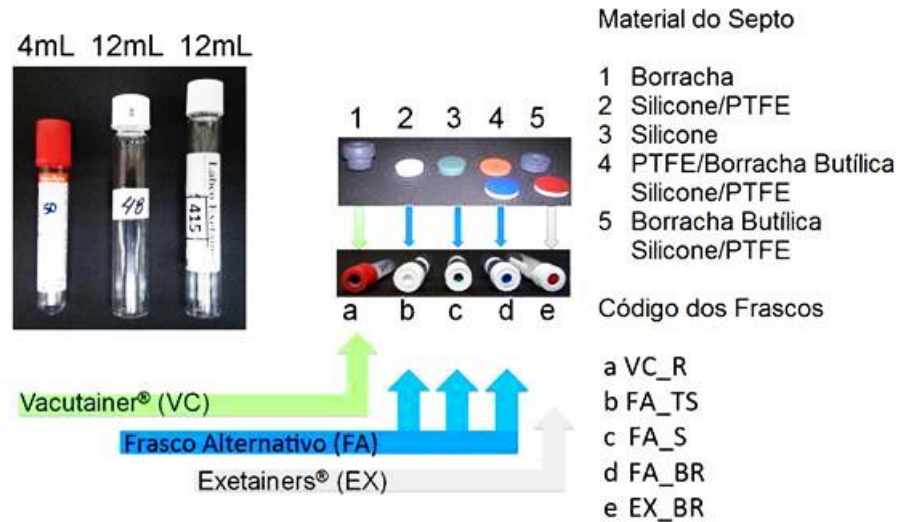 4mL 12mL 12mL
50
48
Labco Exetainer
415
1 2 3 4 5
a b c d e
Vacutainer® (VC)
Frasco Alternativo (FA)
Exetainers® (EX)
Material do Septo
1 Borracha
2 Silicone/PTFE
3 Silicone
4 PTFE/Borracha Butílica
Silicone/PTFE
5 Borracha Butílica
Silicone/PTFE
Código dos Frascos
a VC_R
b FA_TS
c FA_S
d FA_BR
e EX_BR